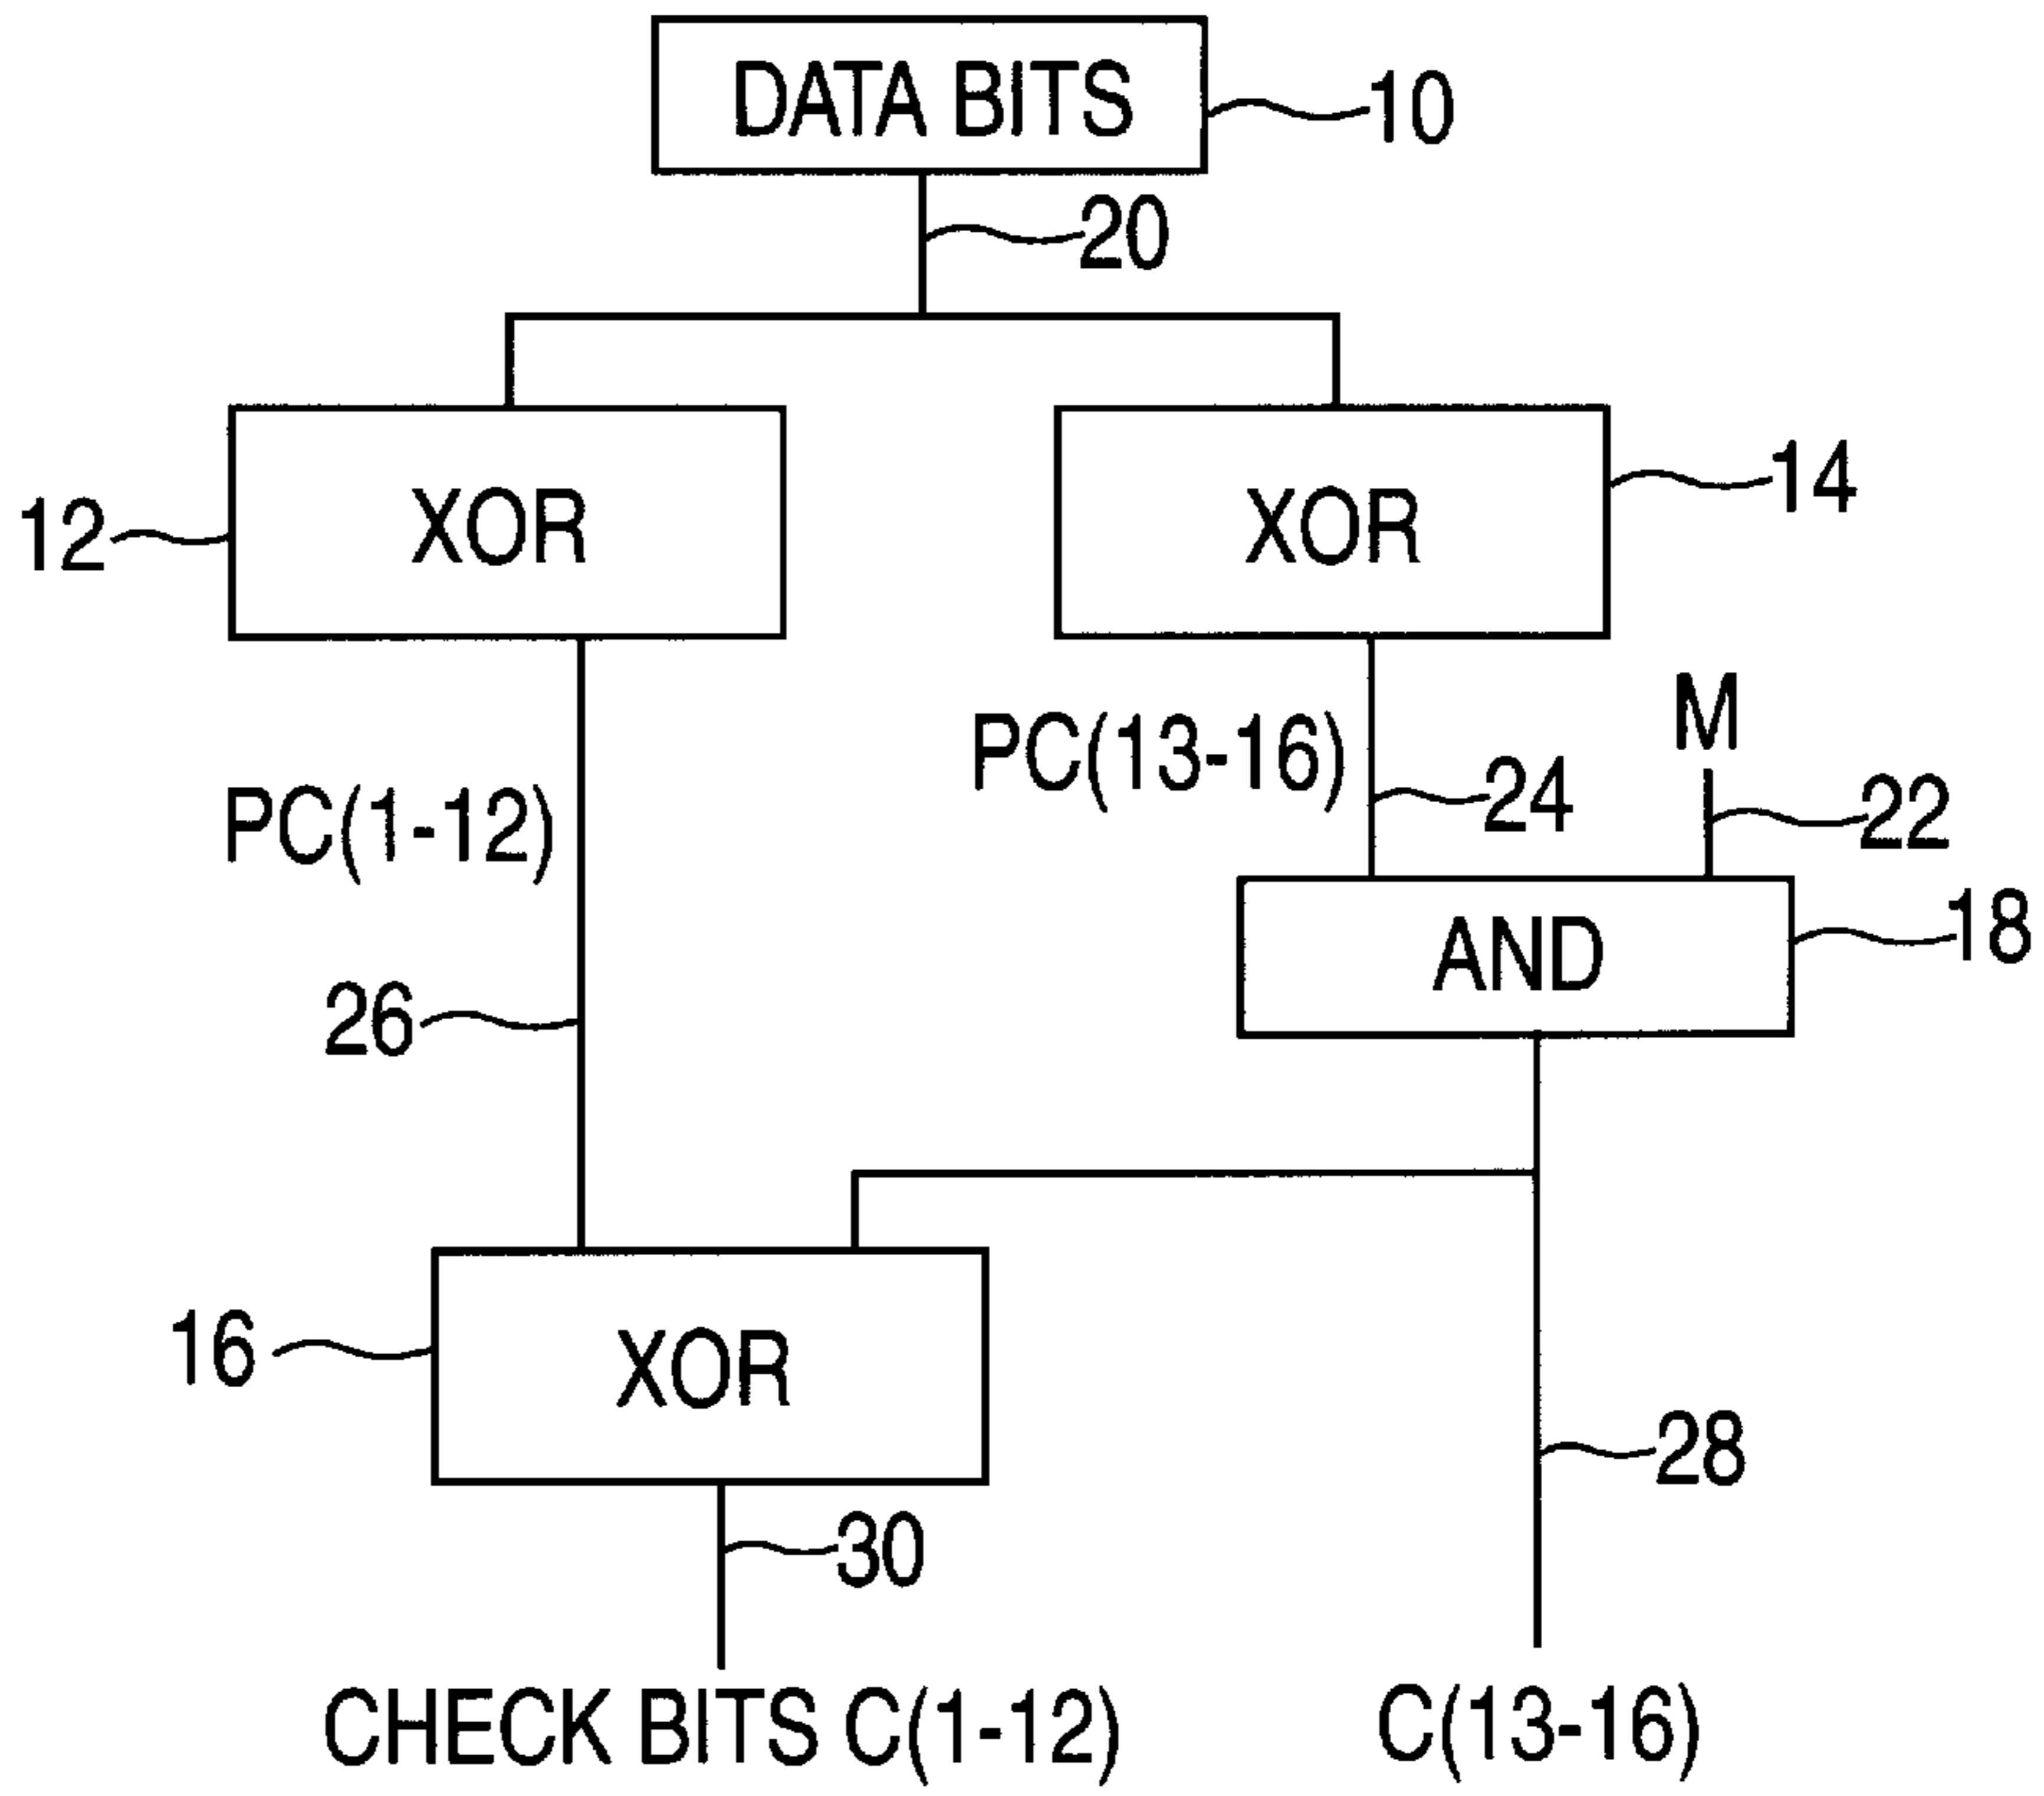 DATA BITS
10
20
12
XOR
XOR
14
PC(1-12)
PC(13-16)
M
24
22
AND
18
26
16
XOR
28
30
CHECK BITS C(1-12)
C(13-16)